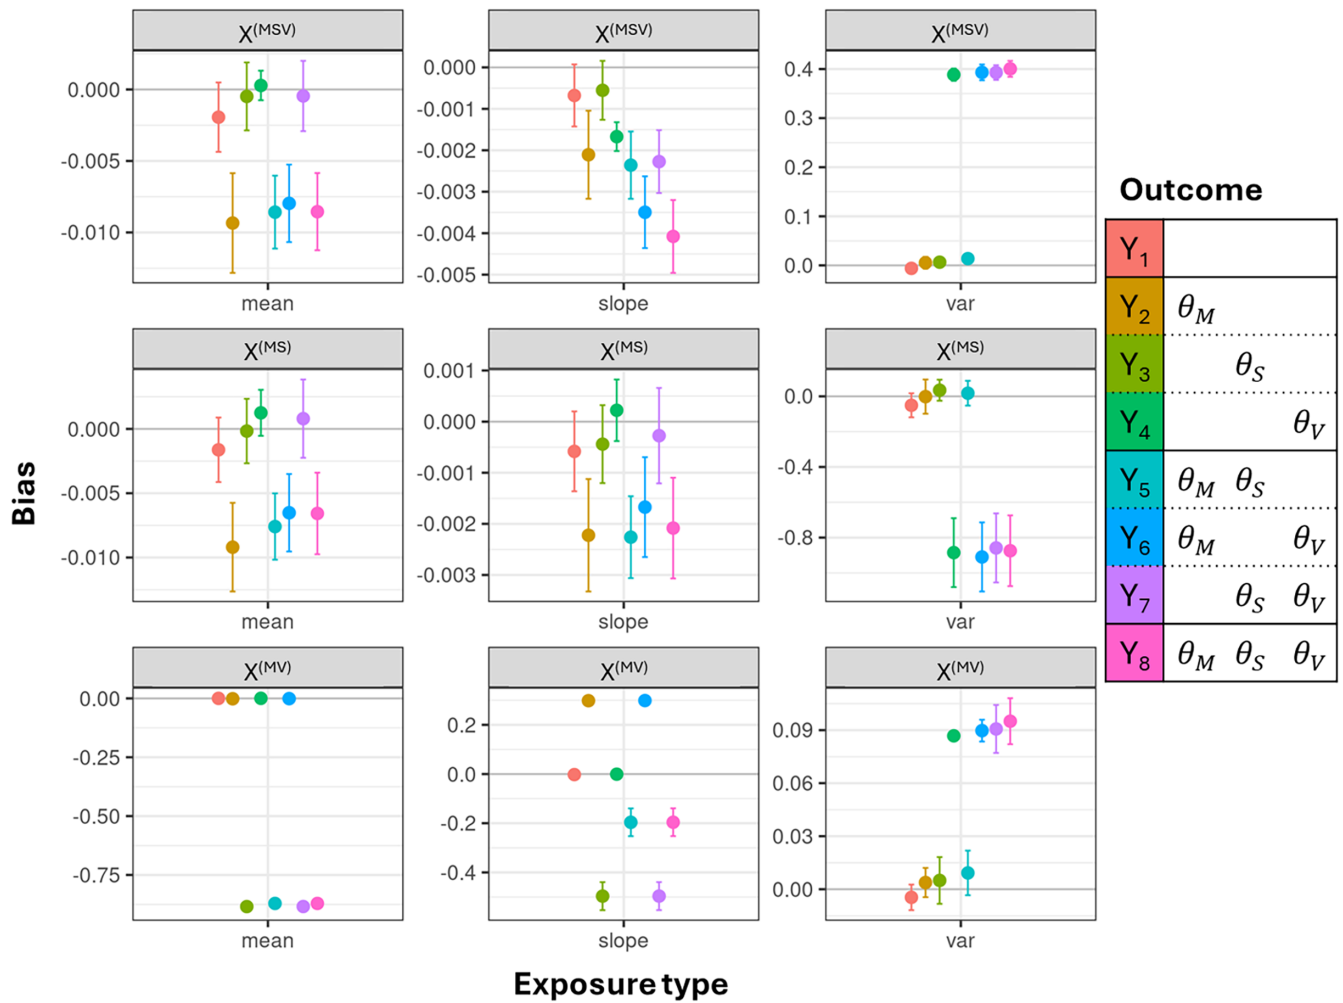 X(MSV) X(MSV) X(MSV)
0.000
-0.005
-0.010
mean
0.000
-0.001
-0.002
-0.003
-0.004
-0.005
slope
0.4
0.3
0.2
0.1
0.0
var
X(MS) X(MS) X(MS)
0.000
-0.005
-0.010
mean
0.001
0.000
-0.001
-0.002
-0.003
slope
0.0
-0.4
-0.8
var
X(MV) X(MV) X(MV)
0.00
-0.25
-0.50
-0.75
mean
0.2
0.0
-0.2
-0.4
slope
0.09
0.06
0.03
0.00
var
Bias
Exposure type
Outcome
Y1
Y2 θM
Y3 θS
Y4 θV
Y5 θM θS
Y6 θM θV
Y7 θS θV
Y8 θM θS θV